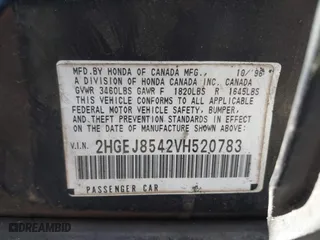 MFD.BY HONDA OF CANADA MFG., 10/96
A DIVISION OF HONDA CANADA INC. CANADA
GVWR 3460LBS GAWR F 1820LBS R 1645LBS
THIS VEHICLE CONFORMS TO ALL APPLICABLE
FEDERAL MOTOR VEHICLE SAFETY, BUMPER,
AND THEFT PREVENTION STANDARDS IN EFFECT
ON THE DATE OF MANUFACTURE SHOWN ABOVE.
V.I.N. 2HGEJ8542VH520783
PASSENGER CAR
© DREAMBID